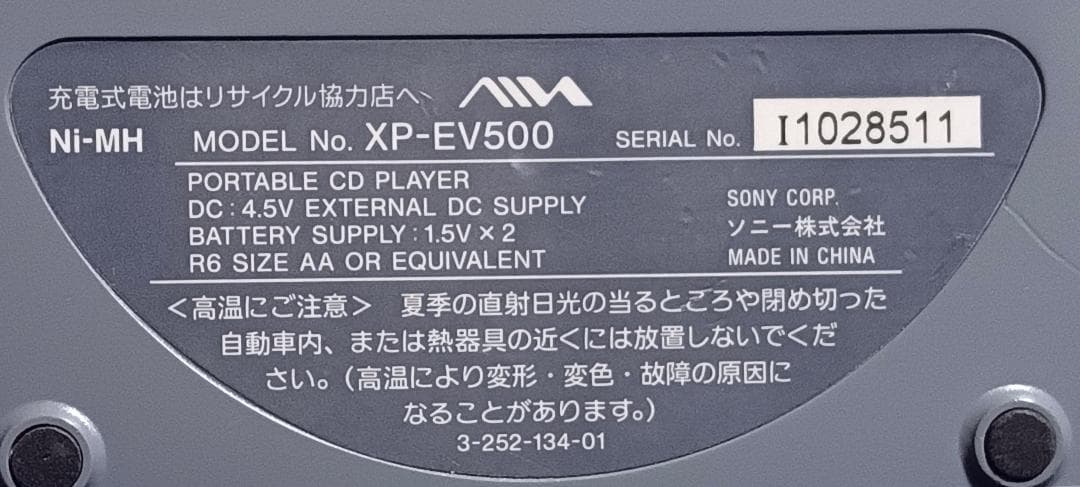 充電式電池はリサイクル協力店へ
AIWA
Ni-MH MODEL No. XP-EV500 SERIAL No. I1028511
PORTABLE CD PLAYER
DC : 4.5V EXTERNAL DC SUPPLY
BATTERY SUPPLY : 1.5V × 2
R6 SIZE AA OR EQUIVALENT
SONY CORP.
ソニー株式会社
MADE IN CHINA
<高温にご注意> 夏季の直射日光の当るところや閉め切った
自動車内、または熱器具の近くには放置しないでくだ
さい。(高温により変形・変色・故障の原因に
なることがあります。)
3-252-134-01